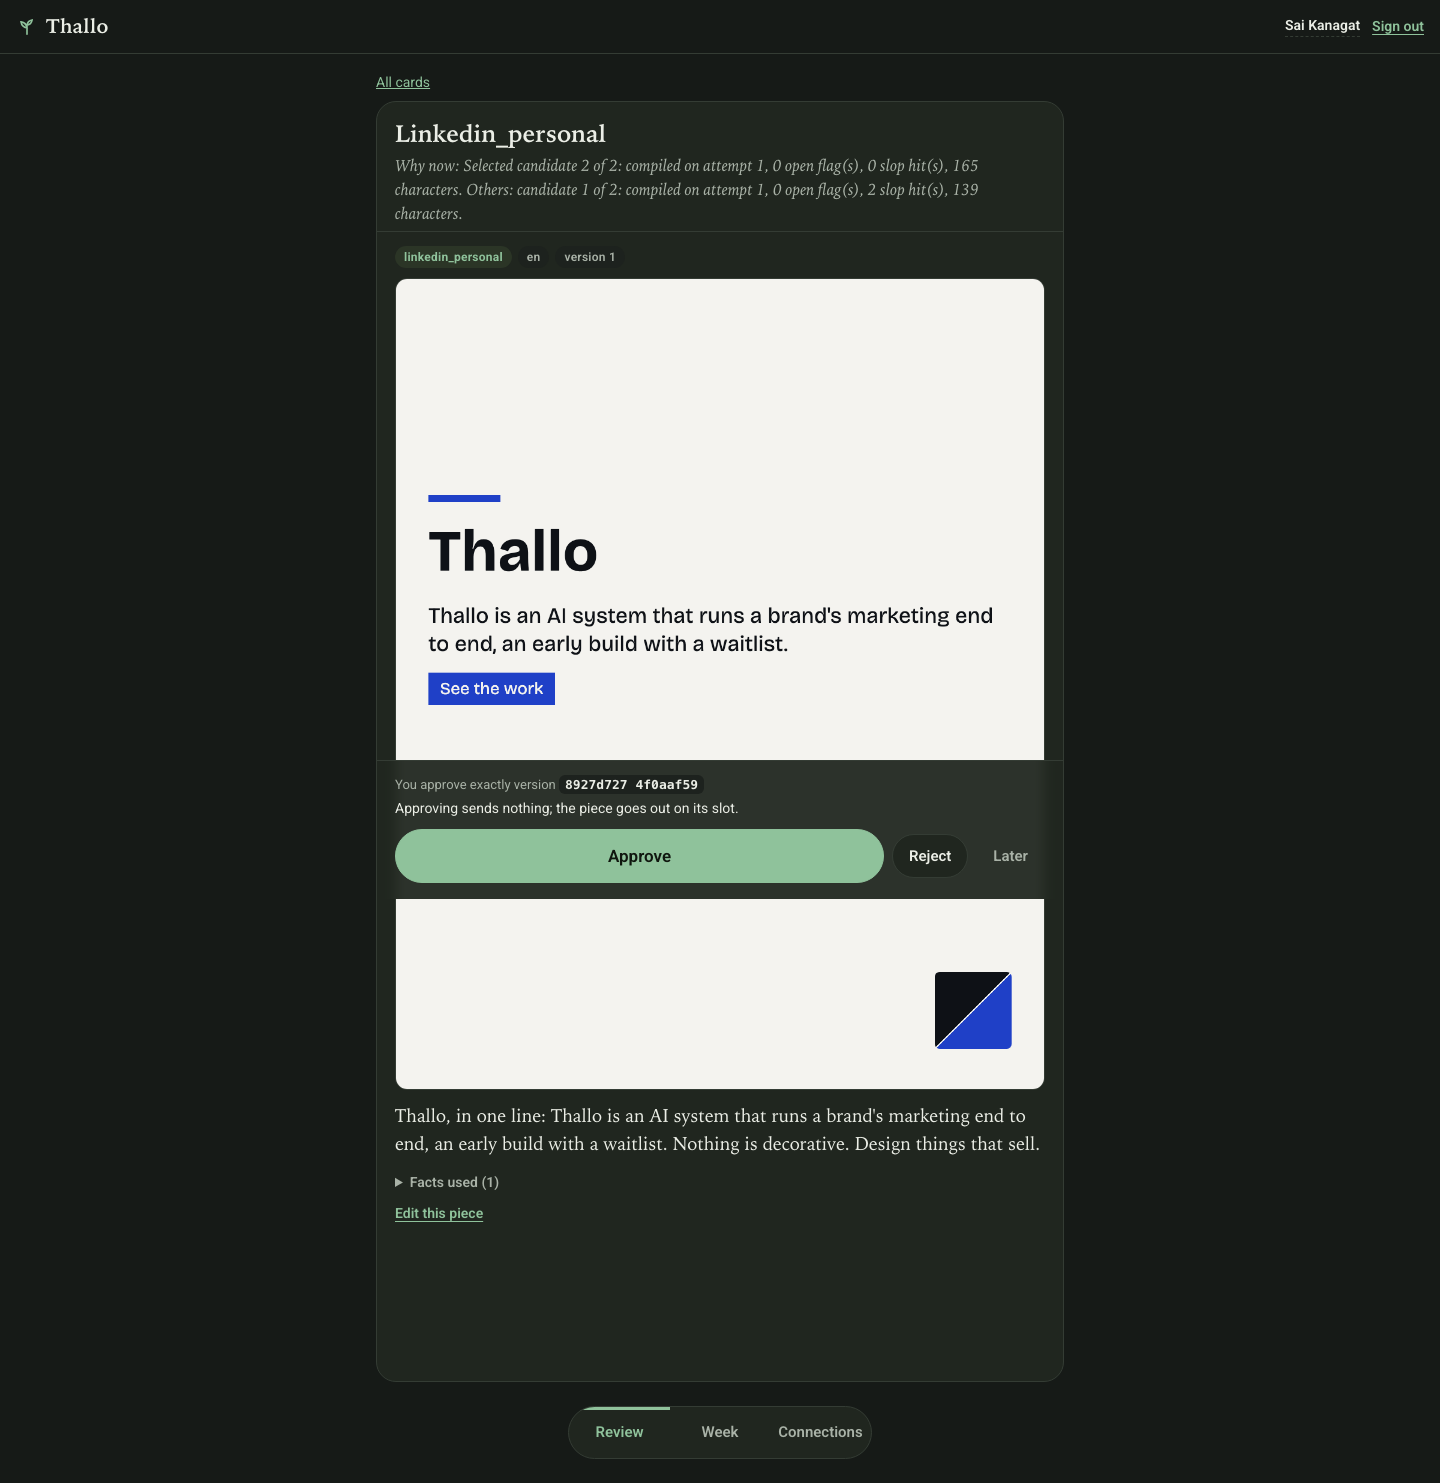 Thallo
Sai Kanagat
Sign out
All cards
Linkedin_personal
Why now: Selected candidate 2 of 2: compiled on attempt 1, 0 open flag(s), 0 slop hit(s), 165
characters. Others: candidate 1 of 2: compiled on attempt 1, 0 open flag(s), 2 slop hit(s), 139
characters.
linkedin_personal
en
version 1
Thallo
Thallo is an AI system that runs a brand's marketing end
to end, an early build with a waitlist.
See the work
You approve exactly version 8927d727 4f0aaf59
Approving sends nothing; the piece goes out on its slot.
Approve
Reject
Later
Thallo, in one line: Thallo is an AI system that runs a brand's marketing end to
end, an early build with a waitlist. Nothing is decorative. Design things that sell.
Facts used (1)
Edit this piece
Review
Week
Connections